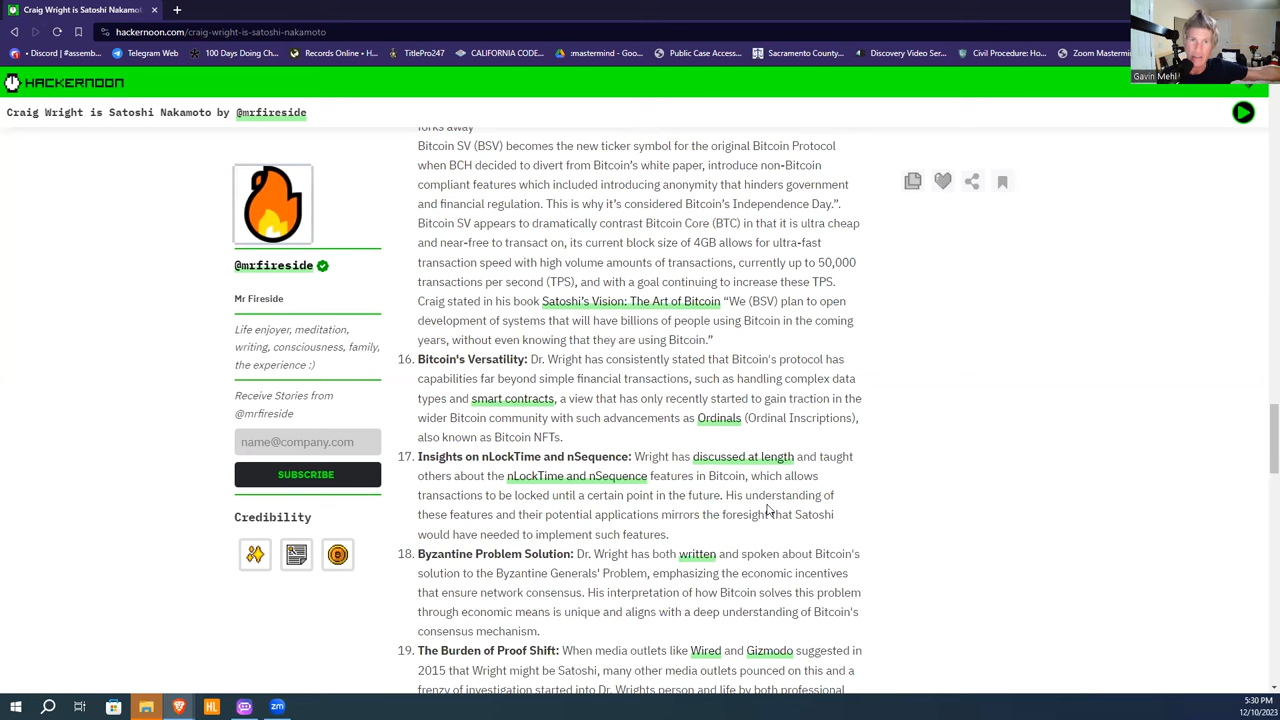 Craig Wright is Satoshi Nakamot
hackernoon.com/craig-wright-is-satoshi-nakamoto
Discord | #assemb...
Telegram Web
100 Days Doing Ch...
Records Online • H...
TitlePro247
CALIFORNIA CODE...
:mastermind - Goo...
Public Case Access...
Sacramento County...
Discovery Video Ser...
Civil Procedure: Ho...
Zoom Mastermi
Gavin Mehl
HACKERNOON
Craig Wright is Satoshi Nakamoto by @mrfireside
forks away
Bitcoin SV (BSV) becomes the new ticker symbol for the original Bitcoin Protocol
when BCH decided to divert from Bitcoin's white paper, introduce non-Bitcoin
compliant features which included introducing anonymity that hinders government
and financial regulation. This is why it's considered Bitcoin's Independence Day.”.
Bitcoin SV appears to dramatically contrast Bitcoin Core (BTC) in that it is ultra cheap
and near-free to transact on, its current block size of 4GB allows for ultra-fast
transaction speed with high volume amounts of transactions, currently up to 50,000
transactions per second (TPS), and with a goal continuing to increase these TPS.
Craig stated in his book Satoshi's Vision: The Art of Bitcoin “We (BSV) plan to open
development of systems that will have billions of people using Bitcoin in the coming
years, without even knowing that they are using Bitcoin.”
16. Bitcoin's Versatility: Dr. Wright has consistently stated that Bitcoin's protocol has
capabilities far beyond simple financial transactions, such as handling complex data
types and smart contracts, a view that has only recently started to gain traction in the
wider Bitcoin community with such advancements as Ordinals (Ordinal Inscriptions),
also known as Bitcoin NFTs.
17. Insights on nLockTime and nSequence: Wright has discussed at length and taught
others about the nLockTime and nSequence features in Bitcoin, which allows
transactions to be locked until a certain point in the future. His understanding of
these features and their potential applications mirrors the foresight that Satoshi
would have needed to implement such features.
18. Byzantine Problem Solution: Dr. Wright has both written and spoken about Bitcoin's
solution to the Byzantine Generals' Problem, emphasizing the economic incentives
that ensure network consensus. His interpretation of how Bitcoin solves this problem
through economic means is unique and aligns with a deep understanding of Bitcoin's
consensus mechanism.
19. The Burden of Proof Shift: When media outlets like Wired and Gizmodo suggested in
2015 that Wright might be Satoshi, many other media outlets pounced on this and a
frenzy of investigation started into Dr. Wrights person and life by both professional
@mrfireside
Mr Fireside
Life enjoyer, meditation,
writing, consciousness, family,
the experience :)
Receive Stories from
@mrfireside
name@company.com
SUBSCRIBE
Credibility
HL
zm
5:30 PM
12/10/2023